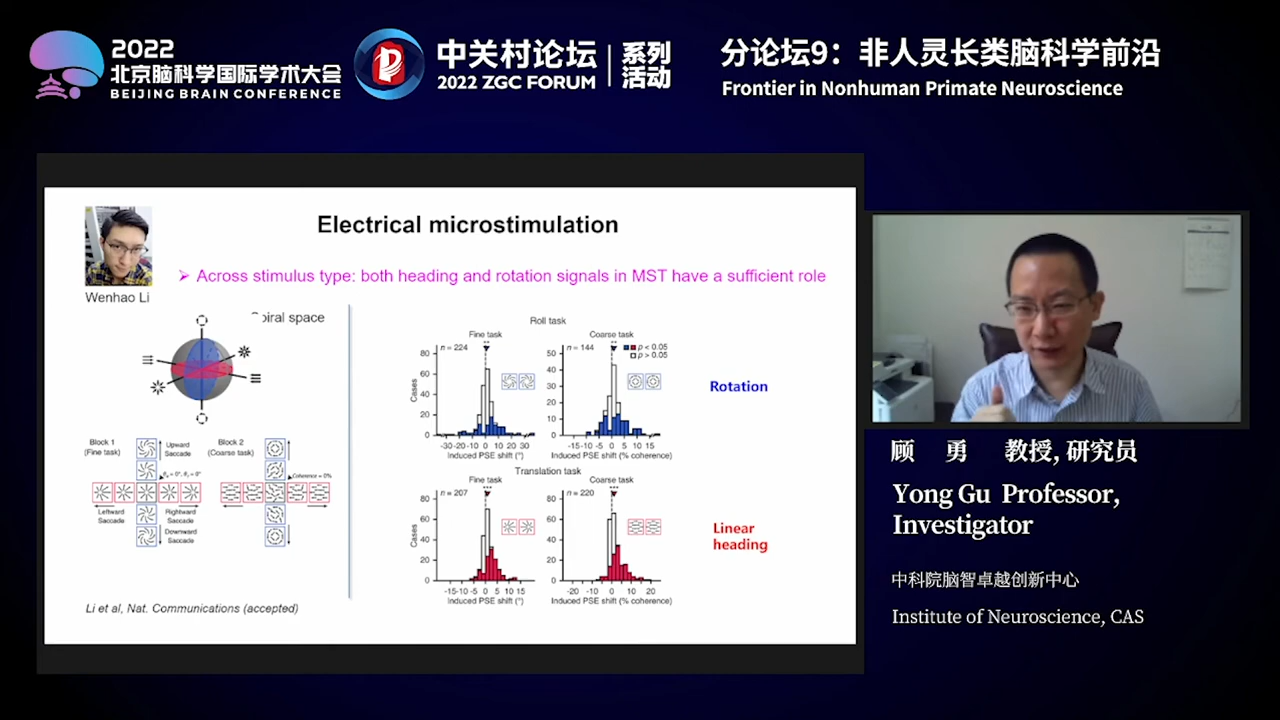 2022
北京脑科学国际学术大会
BEIJING BRAIN CONFERENCE
中关村论坛
2022 ZGC FORUM
系列
活动
分论坛9：非人灵长类脑科学前沿
Frontier in Nonhuman Primate Neuroscience
Electrical microstimulation
➢ Across stimulus type: both heading and rotation signals in MST have a sufficient role
Wenhao Li
piral space
Block 1
(Fine task)
Upward
Saccade
Leftward
Saccade
Rightward
Saccade
Downward
Saccade
Block 2
(Coarse task)
Coherence = 0%
Li et al, Nat. Communications (accepted)
Roll task
Fine task
n = 224
Cases
80
60
40
20
0
-30 -20 -10 0 10 20 30
Induced PSE shift (°)
Coarse task
n = 144
p < 0.05
p > 0.05
50
40
30
20
10
0
-15 -10 -5 0 5 10 15
Induced PSE shift (% coherence)
Rotation
Translation task
Fine task
n = 207
Cases
80
60
40
20
0
-15 -10 -5 0 5 10 15
Induced PSE shift (°)
Coarse task
n = 220
80
60
40
20
0
-20 -10 0 10 20
Induced PSE shift (% coherence)
Linear
heading
顾 勇 教授, 研究员
Yong Gu Professor,
Investigator
中科院脑智卓越创新中心
Institute of Neuroscience, CAS